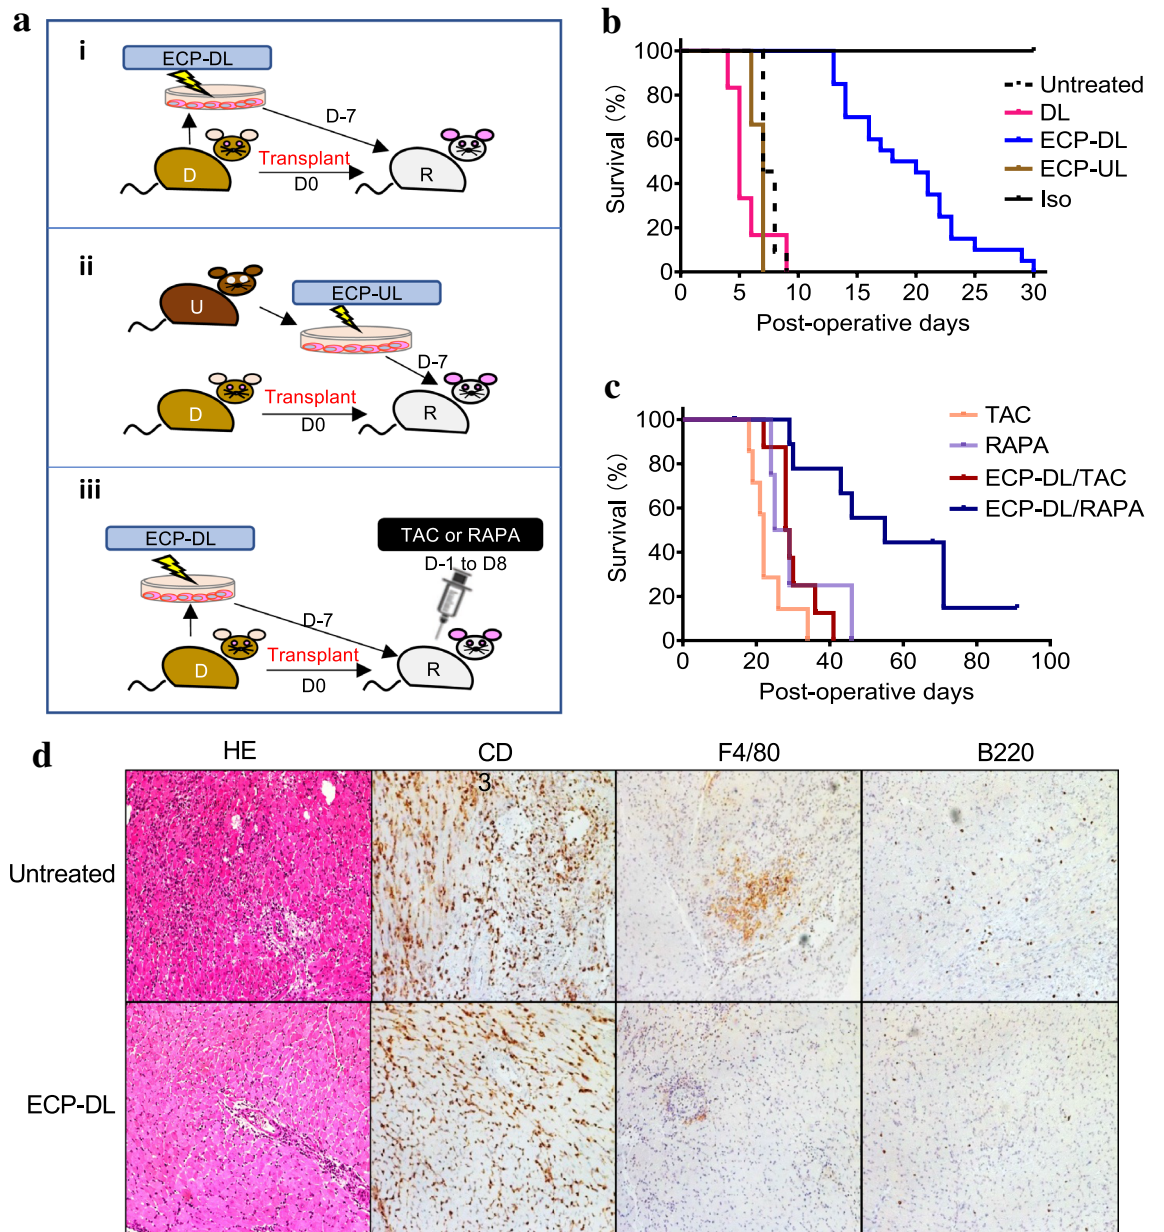 a
i
ECP-DL
D-7
D
Transplant
D0
R
ii
U
ECP-UL
D-7
D
Transplant
D0
R
iii
ECP-DL
TAC or RAPA
D-1 to D8
D-7
D
Transplant
D0
R
b
Survival (%)
100
80
60
40
20
0
0 5 10 15 20 25 30
Post-operative days
Untreated
DL
ECP-DL
ECP-UL
Iso
c
Survival (%)
100
80
60
40
20
0
0 20 40 60 80 100
Post-operative days
TAC
RAPA
ECP-DL/TAC
ECP-DL/RAPA
d
HE CD F4/80 B220
3
Untreated
ECP-DL